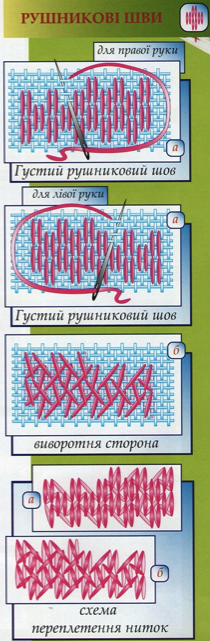 РУШНИКОВІ ШВИ
для правої руки
а
Густий рушниковий шов
для лівої руки
а
Густий рушниковий шов
б
виворотня сторона
а
б
схема
переплетення ниток